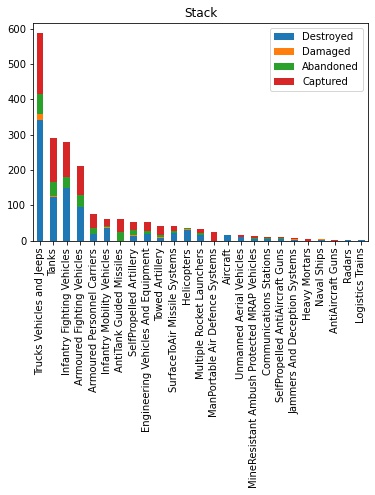 Stack
Destroyed
Damaged
Abandoned
Captured
600
500
400
300
200
100
0
Trucks Vehicles and Jeeps
Tanks
Infantry Fighting Vehicles
Armoured Fighting Vehicles
Armoured Personnel Carriers
Infantry Mobility Vehicles
AntiTank Guided Missiles
SelfPropelled Artillery
Engineering Vehicles And Equipment
Towed Artillery
SurfaceToAir Missile Systems
Helicopters
Multiple Rocket Launchers
ManPortable Air Defence Systems
Aircraft
Unmanned Aerial Vehicles
MineResistant Ambush Protected MRAP Vehicles
Communications Stations
SelfPropelled AntiAircraft Guns
Jammers And Deception Systems
Heavy Mortars
Naval Ships
AntiAircraft Guns
Radars
Logistics Trains